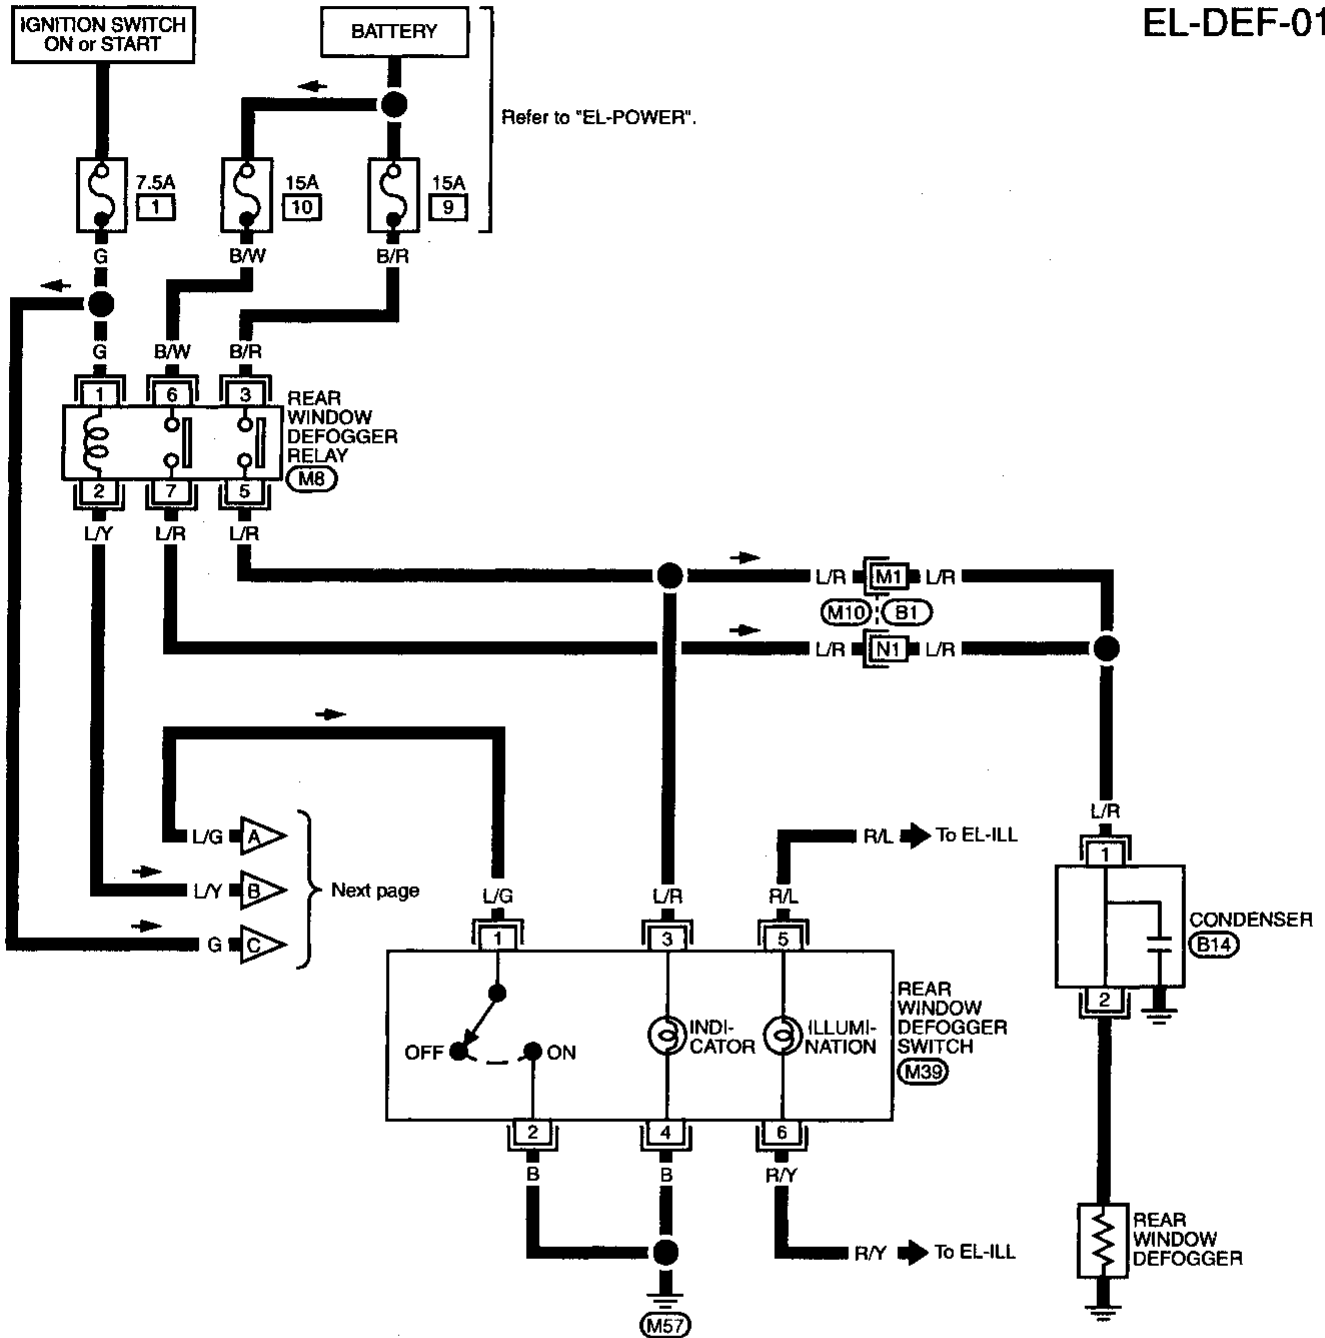 EL-DEF-01
IGNITION SWITCH
ON or START
BATTERY
Refer to "EL-POWER".
7.5A
1
15A
10
15A
9
G
B/W
B/R
G
B/W
B/R
1
6
3
REAR
WINDOW
DEFOGGER
RELAY
M8
2
7
5
L/Y
L/R
L/R
L/R
M1
L/R
M10
B1
L/R
N1
L/R
L/G
A
L/Y
B
G
C
Next page
L/G
L/R
R/L
R/L
To EL-ILL
L/R
1
CONDENSER
B14
2
1
3
5
OFF
ON
INDI-
CATOR
ILLUMI-
NATION
REAR
WINDOW
DEFOGGER
SWITCH
M39
2
4
6
B
B
R/Y
R/Y
To EL-ILL
M57
REAR
WINDOW
DEFOGGER